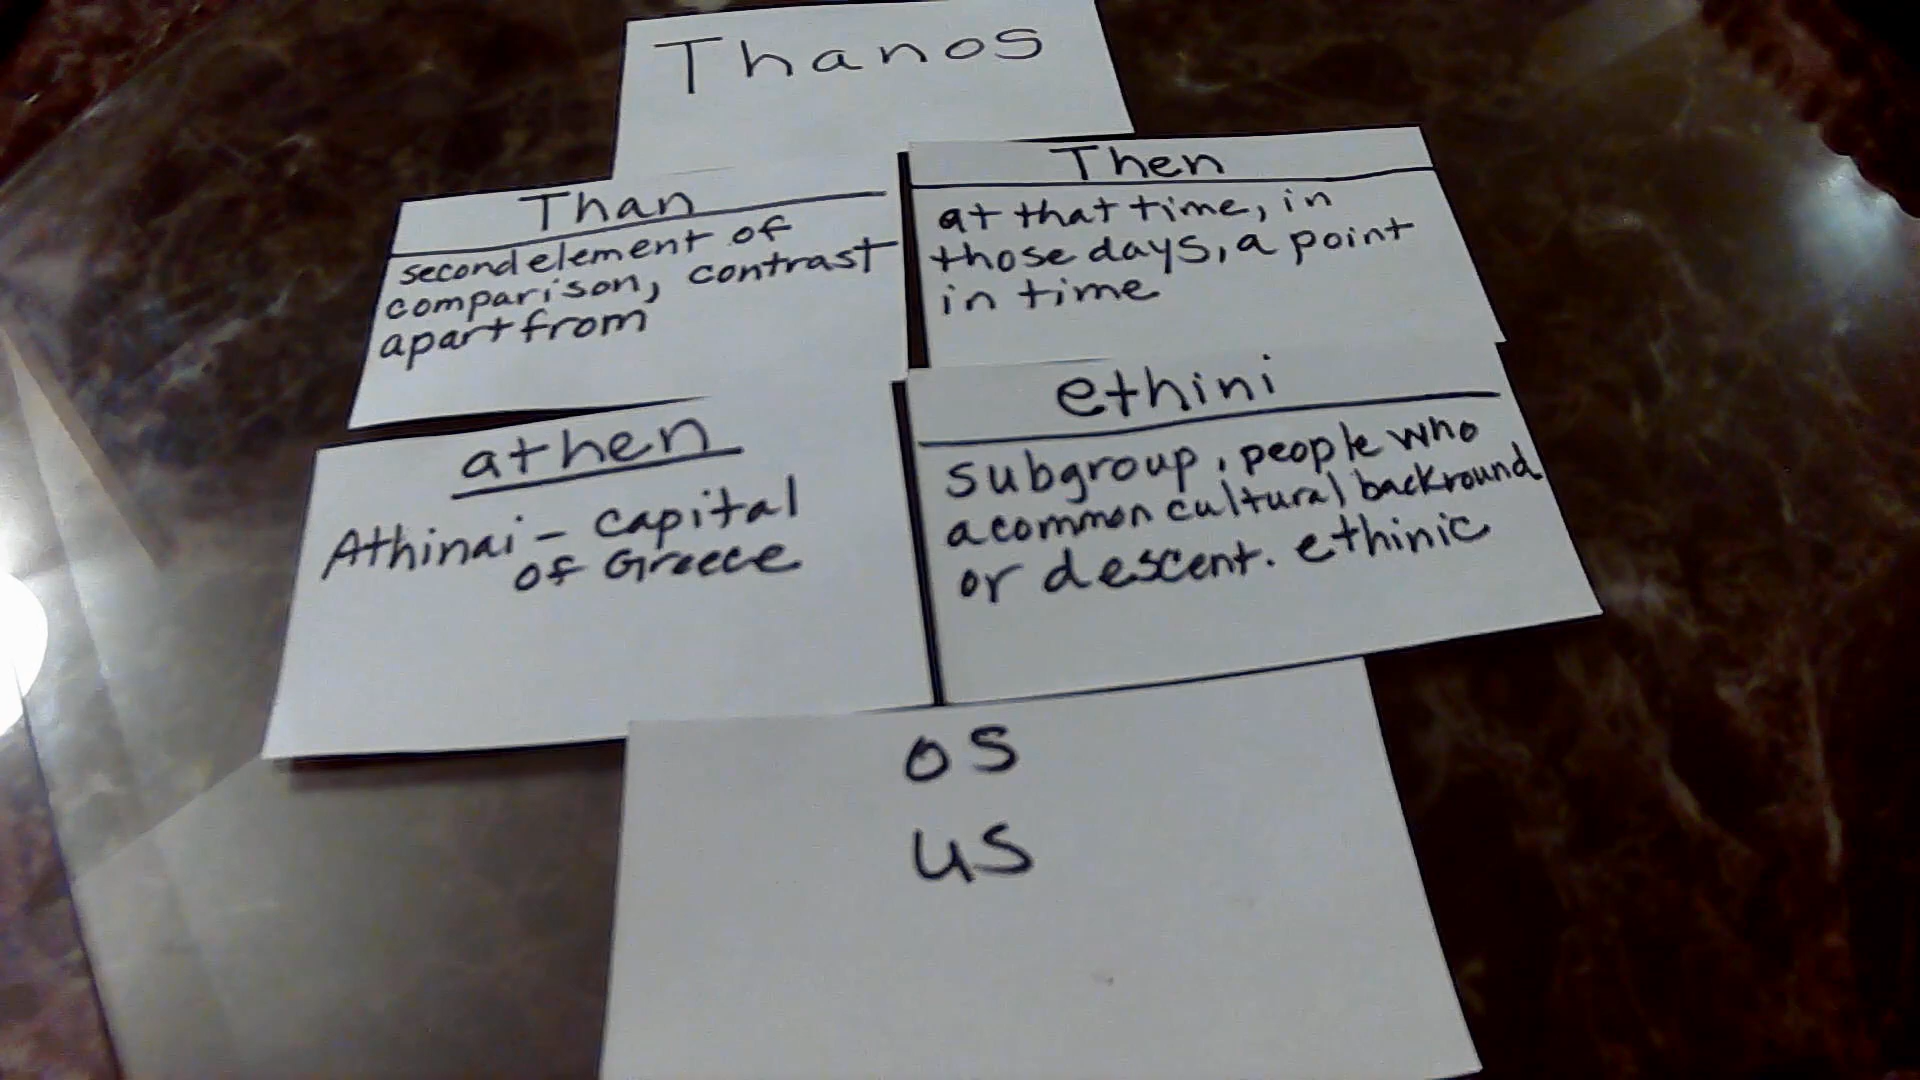 Thanos
Than
second element of
comparison, contrast
apart from
Then
at that time, in
those days, a point
in time
athen
Athinai - capital
of Greece
ethini
subgroup, people who
a common cultural backround
or descent. ethinic
os
us